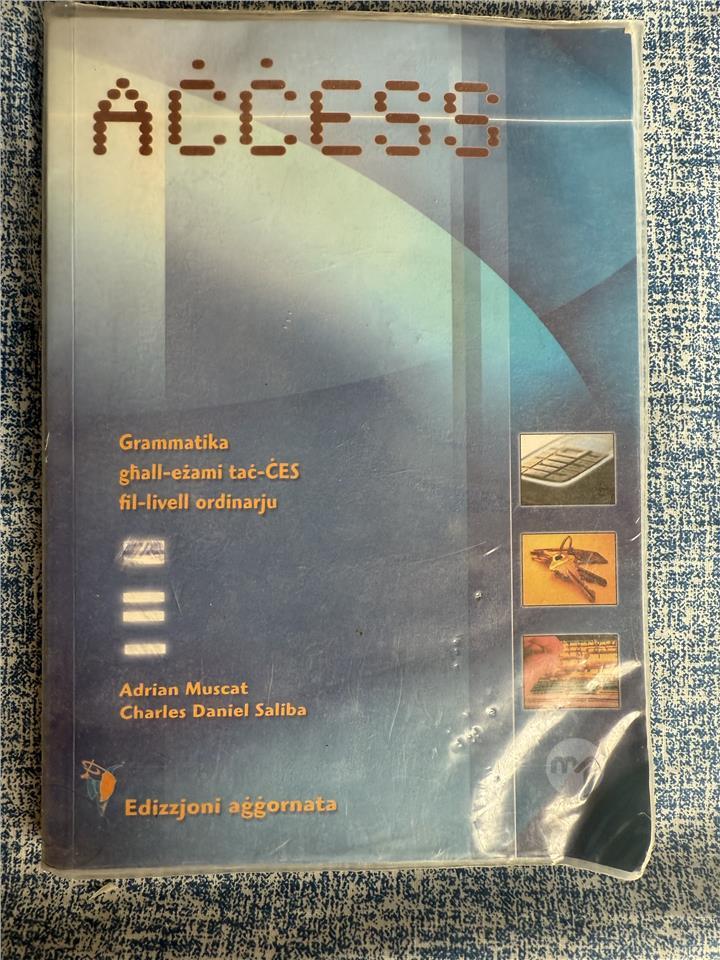 AĊĊESS
Grammatika
għall-eżami taċ-ĊES
fil-livell ordinarju
Adrian Muscat
Charles Daniel Saliba
Edizzjoni aġġornata